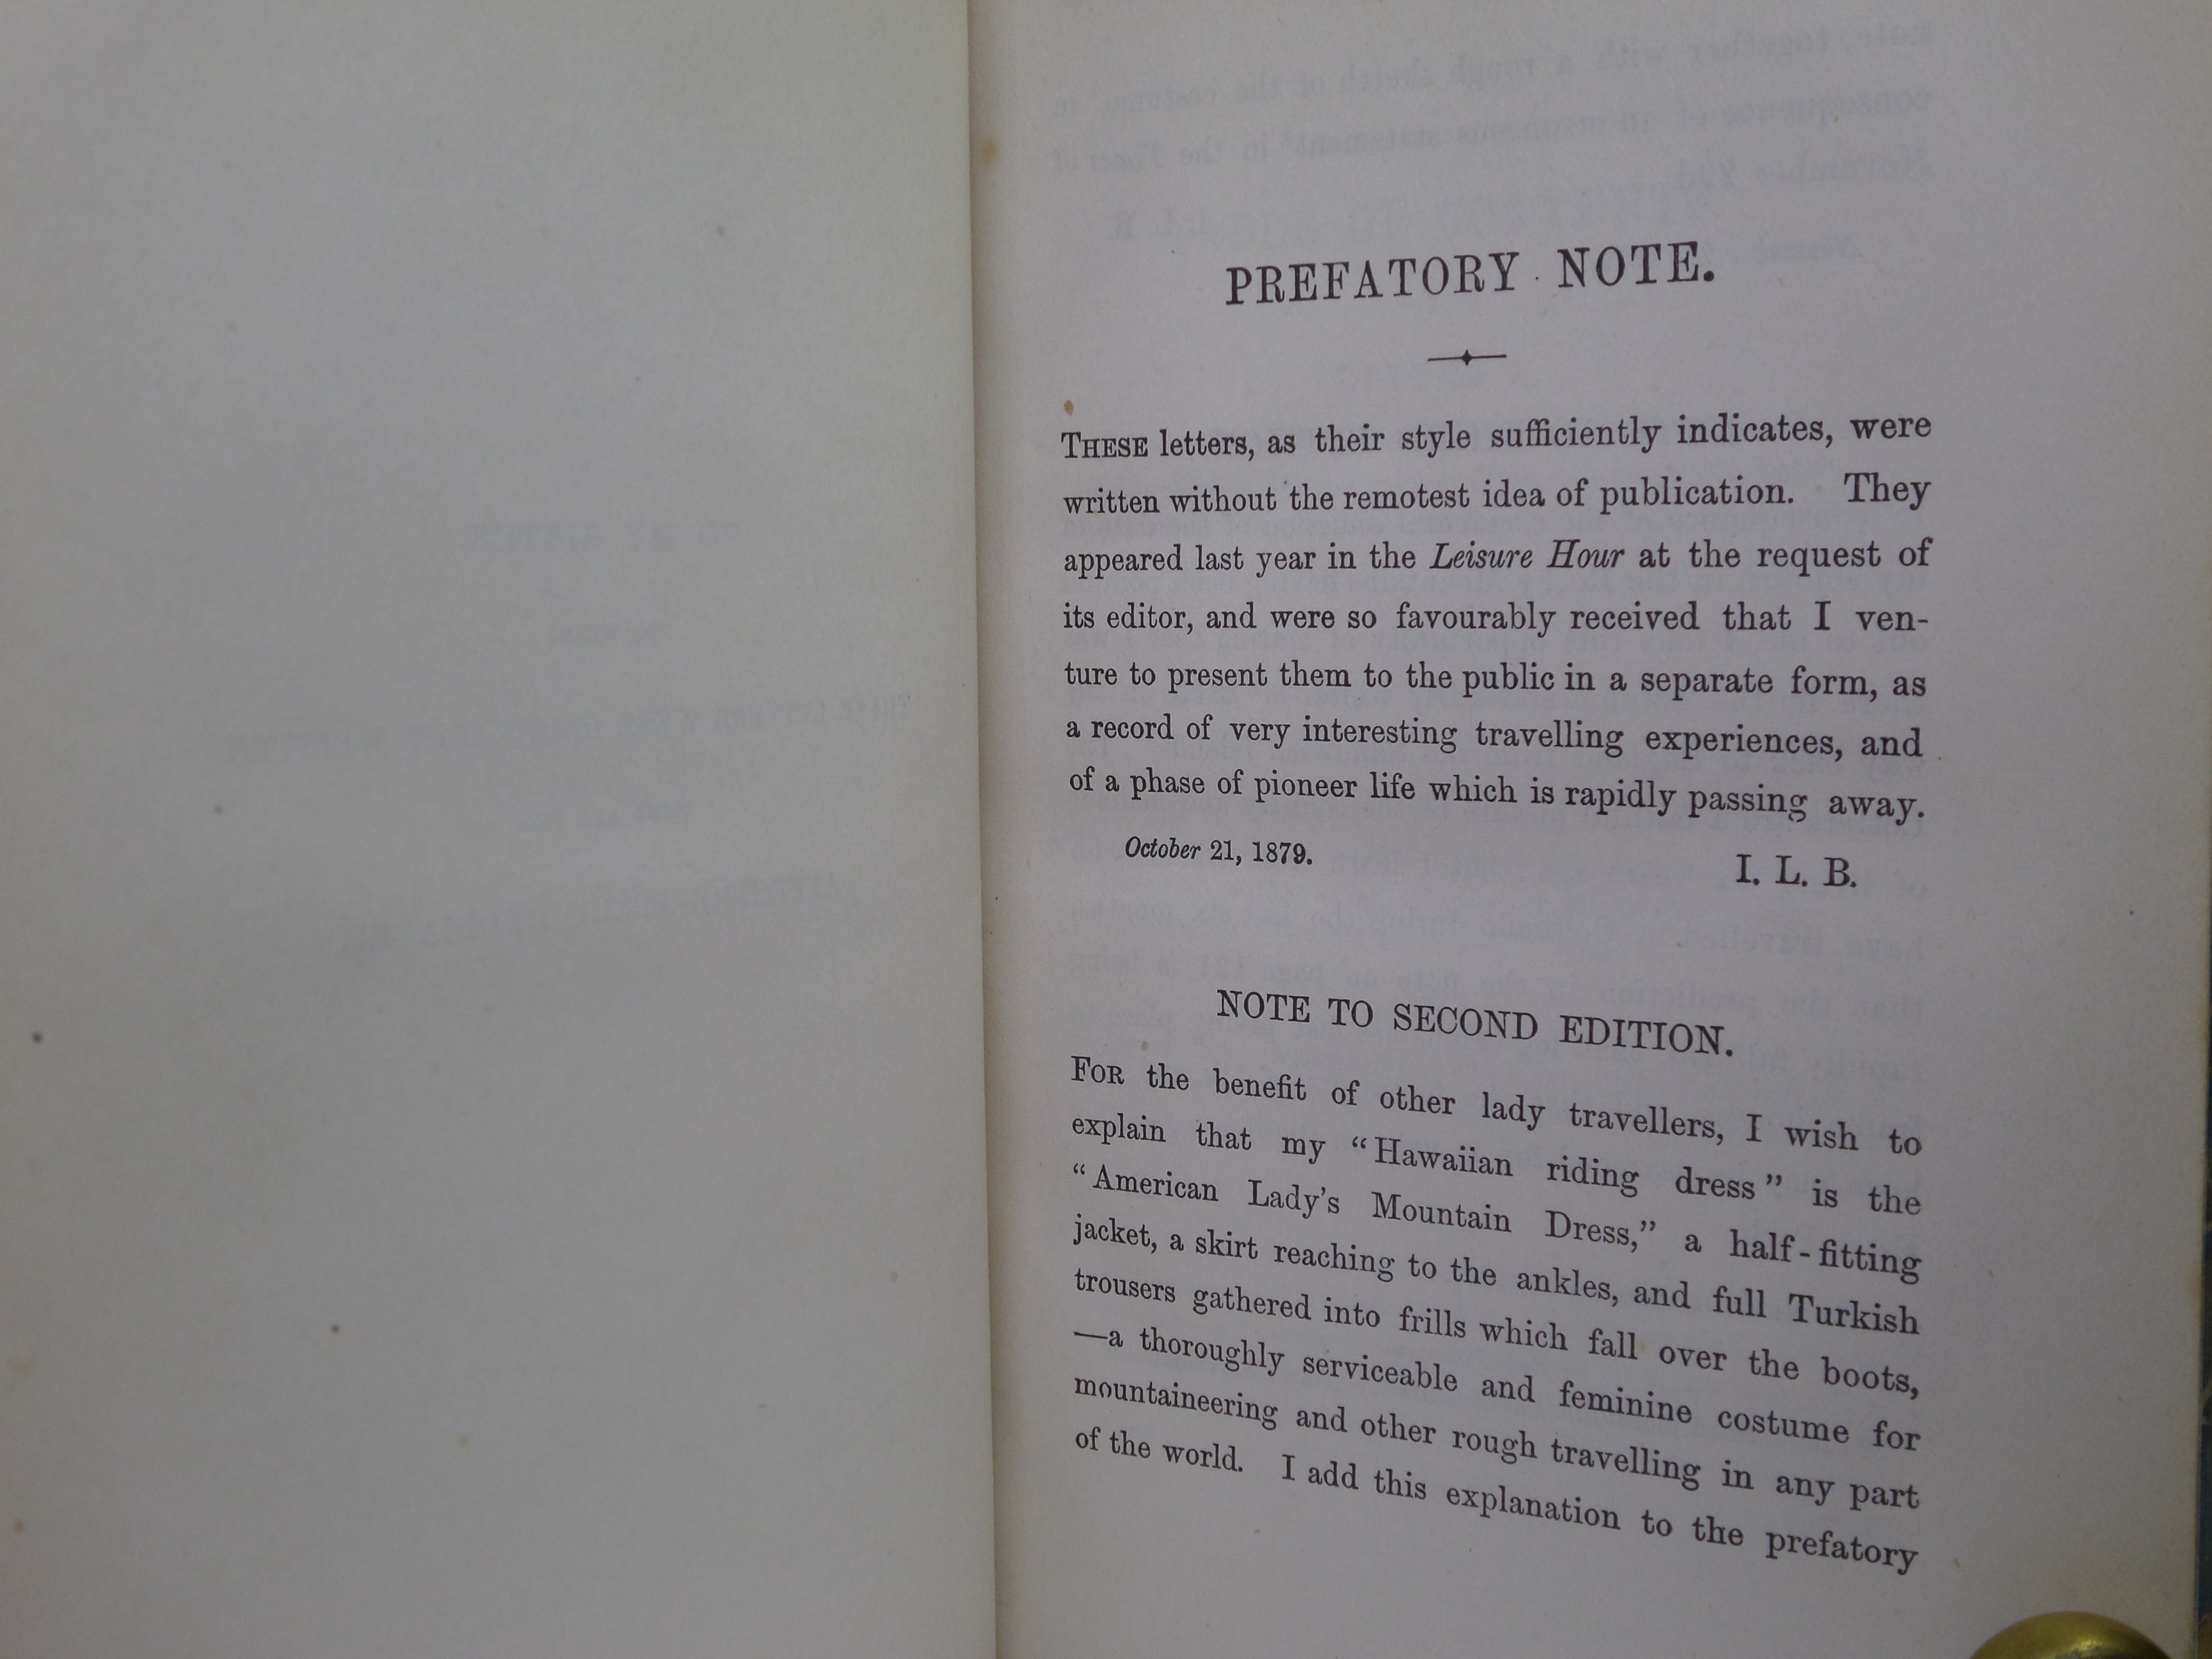 PREFATORY NOTE.
THESE letters, as their style sufficiently indicates, were
written without the remotest idea of publication. They
appeared last year in the Leisure Hour at the request of
its editor, and were so favourably received that I ven-
ture to present them to the public in a separate form, as
a record of very interesting travelling experiences, and
of a phase of pioneer life which is rapidly passing away.
October 21, 1879.
I. L. B.
NOTE TO SECOND EDITION.
FOR the benefit of other lady travellers, I wish to
explain that my “Hawaiian riding dress” is the
“American Lady’s Mountain Dress,” a half-fitting
jacket, a skirt reaching to the ankles, and full Turkish
trousers gathered into frills which fall over the boots,
—a thoroughly serviceable and feminine costume for
mountaineering and other rough travelling in any part
of the world. I add this explanation to the prefatory